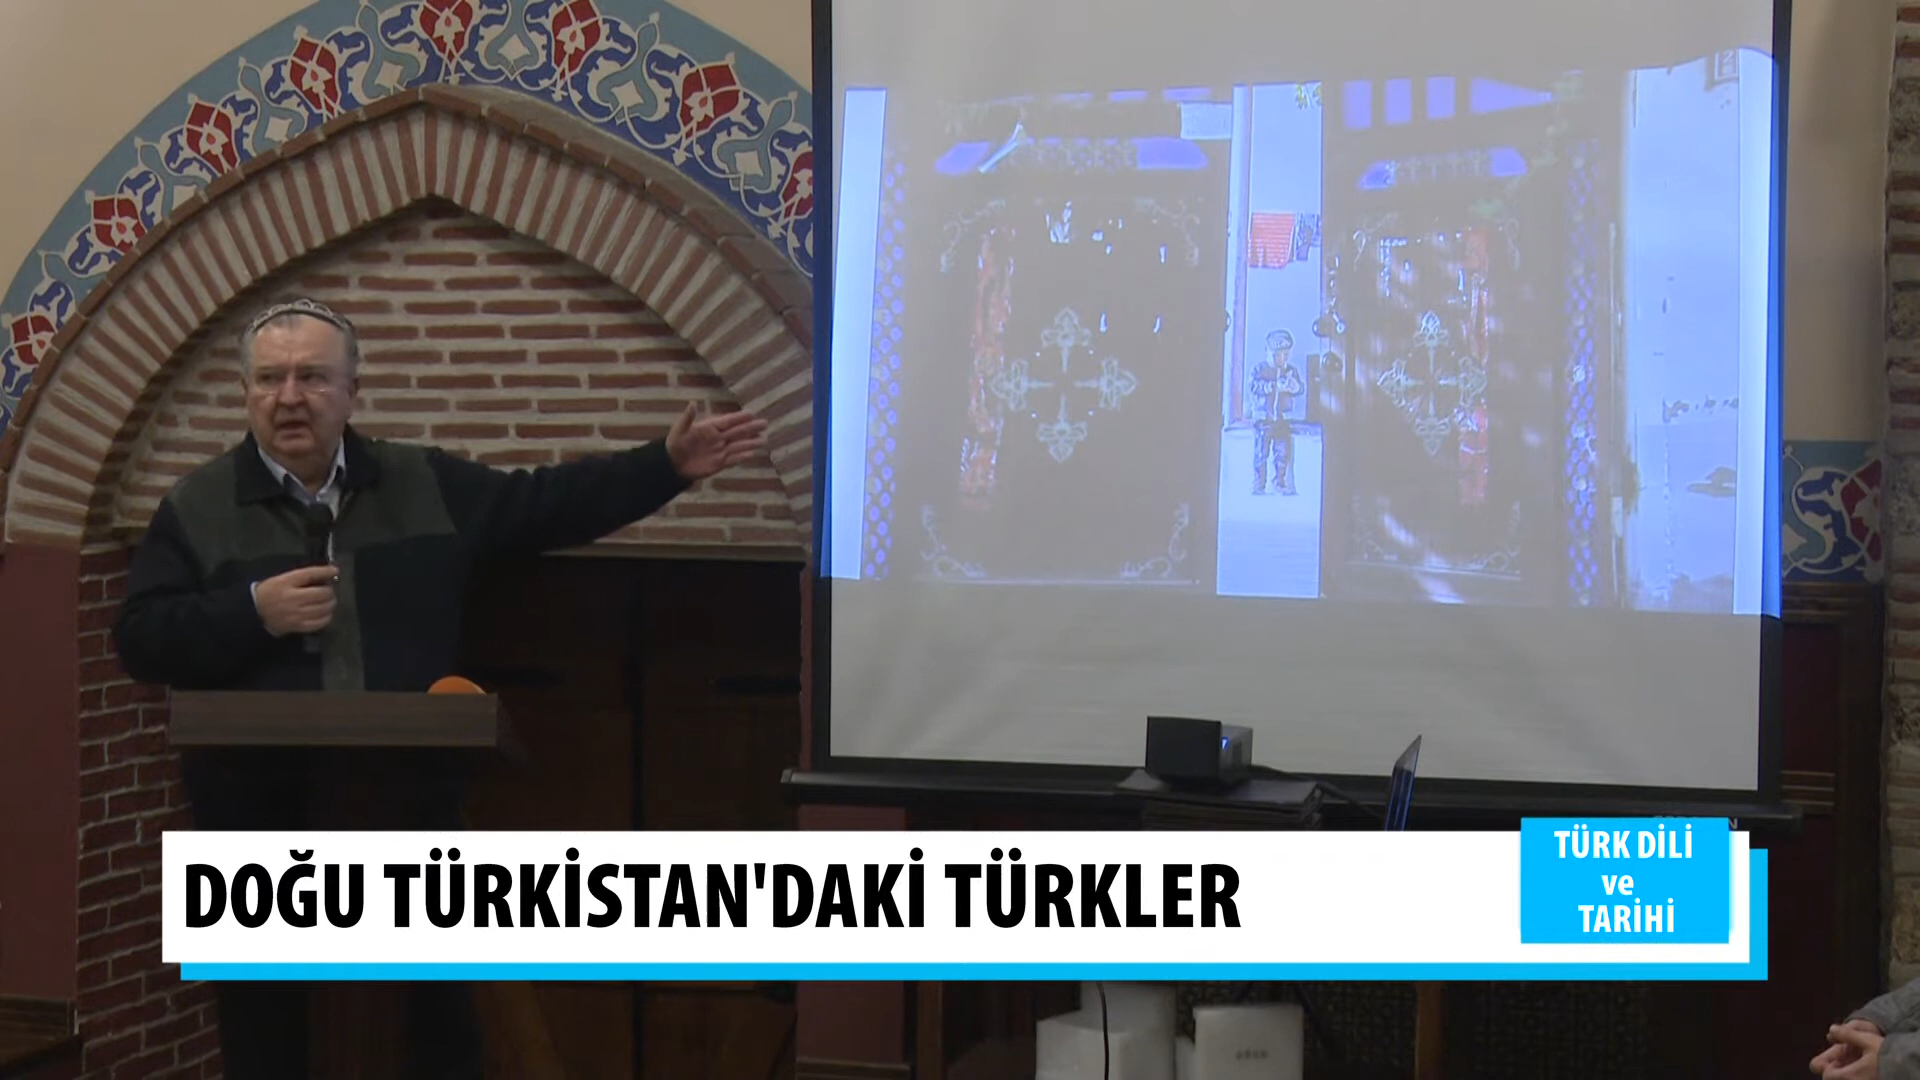 DOĞU TÜRKİSTAN'DAKİ TÜRKLER
TÜRK DİLİ
ve
TARİHİ